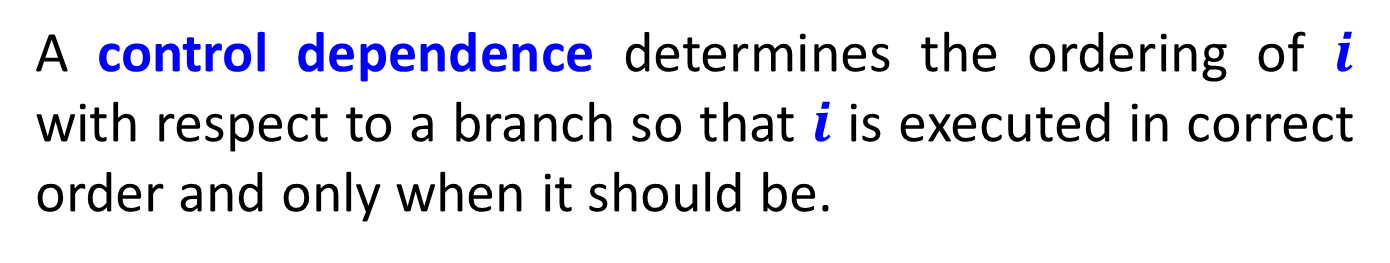 A control dependence determines the ordering of i
with respect to a branch so that i is executed in correct
order and only when it should be.